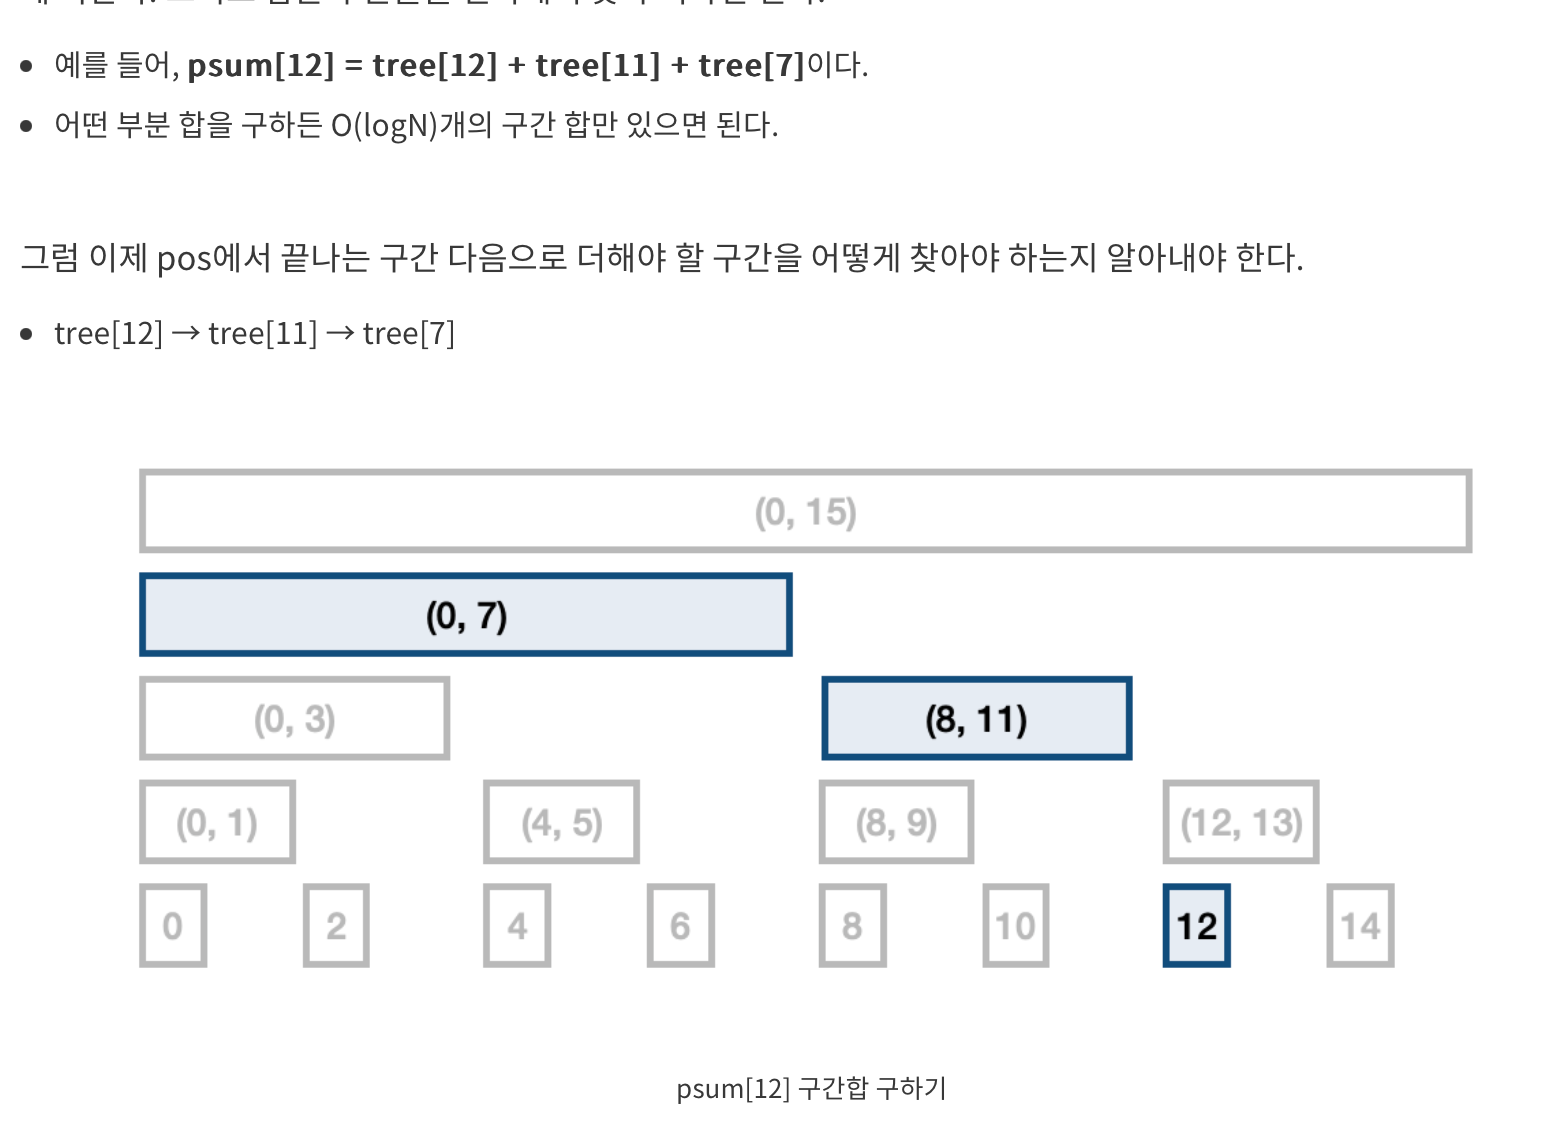 예를 들어, psum[12] = tree[12] + tree[11] + tree[7]이다.
어떤 부분 합을 구하든 O(logN)개의 구간 합만 있으면 된다.
그럼 이제 pos에서 끝나는 구간 다음으로 더해야 할 구간을 어떻게 찾아야 하는지 알아내야 한다.
tree[12] → tree[11] → tree[7]
(0, 15)
(0, 7)
(0, 3) (8, 11)
(0, 1) (4, 5) (8, 9) (12, 13)
0 2 4 6 8 10 12 14
psum[12] 구간합 구하기